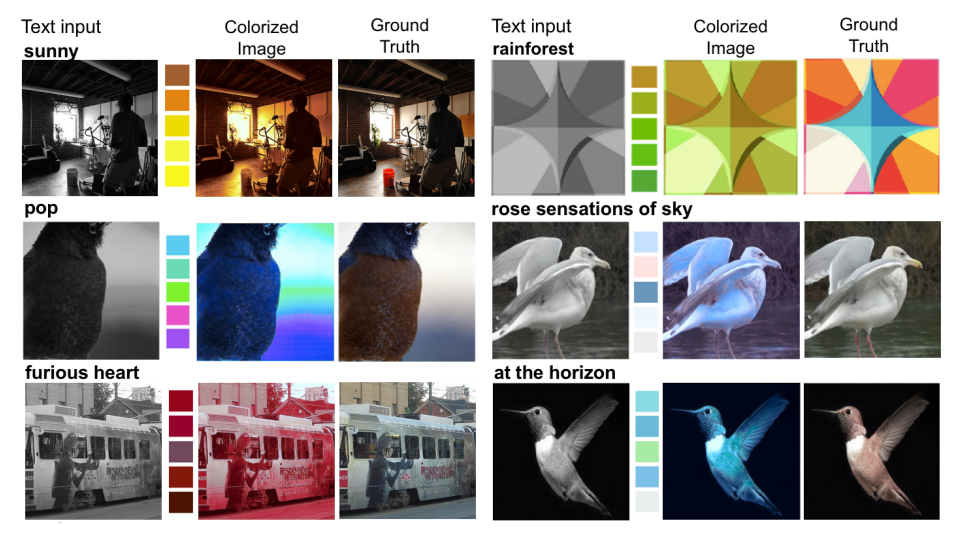 Text input
Colorized
Image
Ground
Truth
sunny
pop
furious heart
Text input
Colorized
Image
Ground
Truth
rainforest
rose sensations of sky
at the horizon